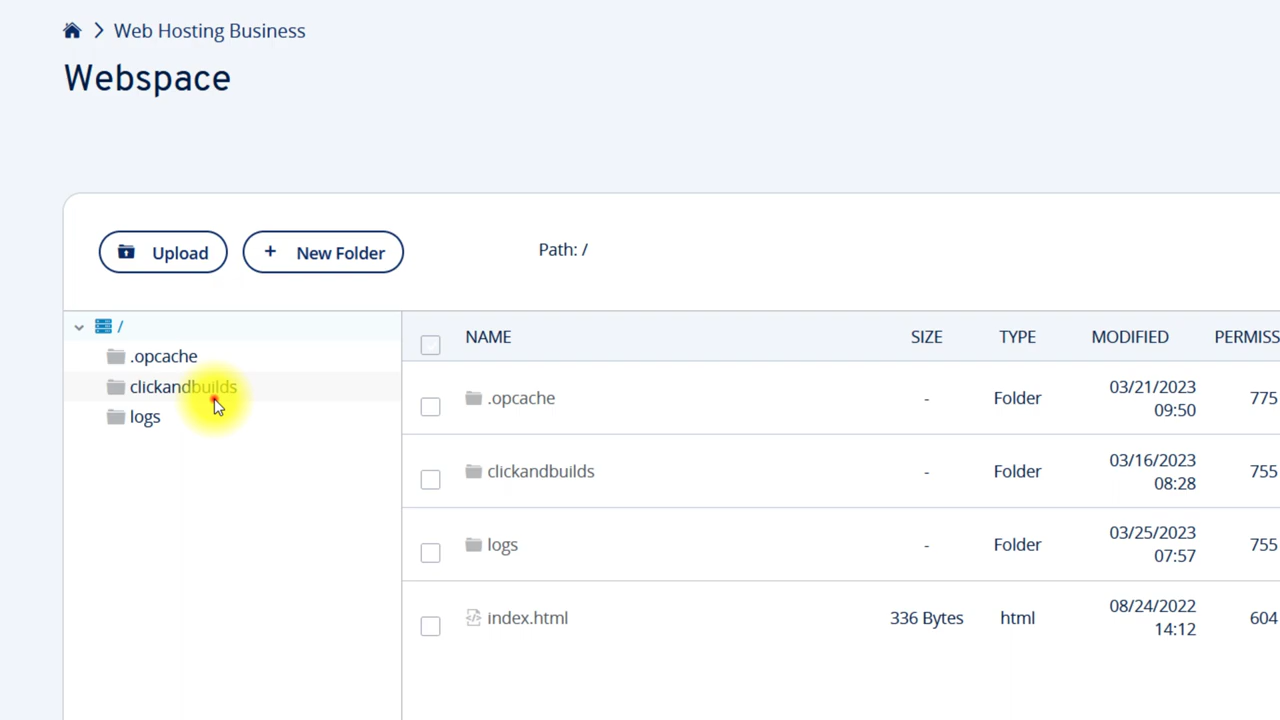 Web Hosting Business
Webspace
Upload
New Folder
Path: /
/
.opcache
clickandbuilds
logs
NAME SIZE TYPE MODIFIED PERMISS
.opcache - Folder 03/21/2023 09:50 775
clickandbuilds - Folder 03/16/2023 08:28 755
logs - Folder 03/25/2023 07:57 755
index.html 336 Bytes html 08/24/2022 14:12 604